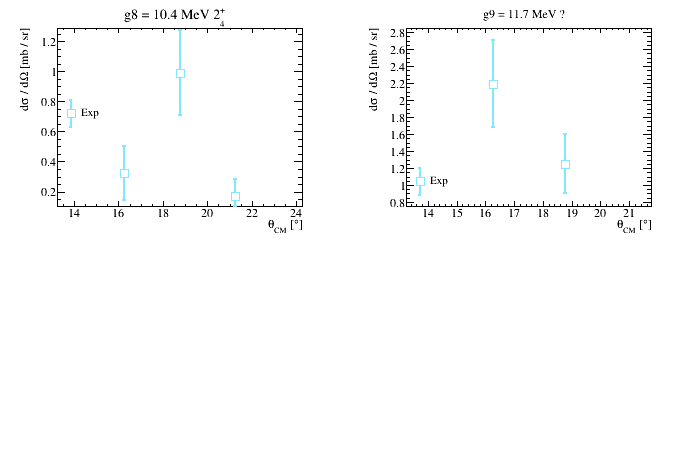 g8 = 10.4 MeV 2₄⁺
dσ / dΩ [mb / sr]
1.2
1
0.8
0.6
0.4
0.2
Exp
14 16 18 20 22 24
θCM [°]
g9 = 11.7 MeV ?
dσ / dΩ [mb / sr]
2.8
2.6
2.4
2.2
2
1.8
1.6
1.4
1.2
1
0.8
Exp
14 15 16 17 18 19 20 21
θCM [°]